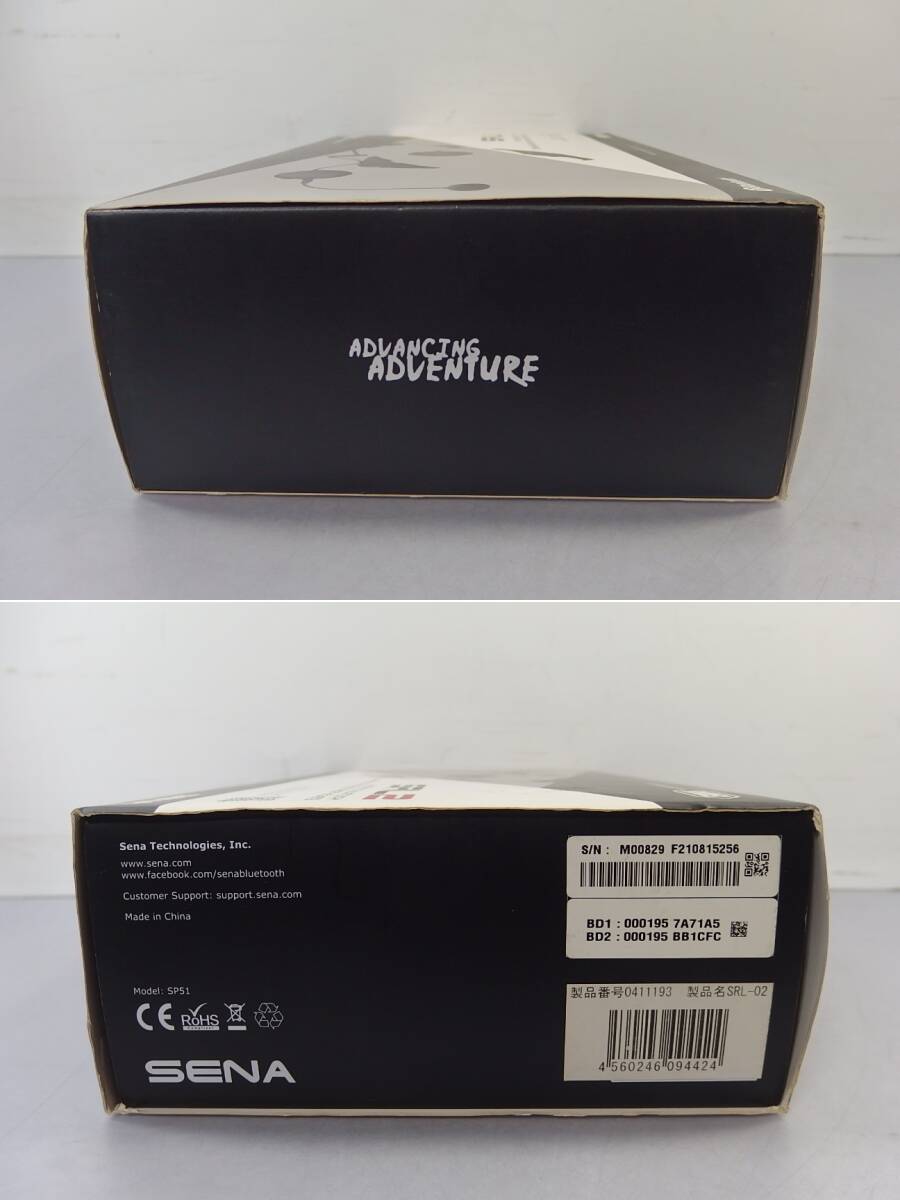 ADVANCING
ADVENTURE
Sena Technologies, Inc.
www.sena.com
www.facebook.com/senabluetooth
Customer Support: support.sena.com
Made in China
Model: SP51
CE RoHS
Compliant
SENA
S/N : M00829 F210815256
BD1 : 000195 7A71A5
BD2 : 000195 BB1CFC
製品番号0411193 製品名SRL-02
4 560246 094424